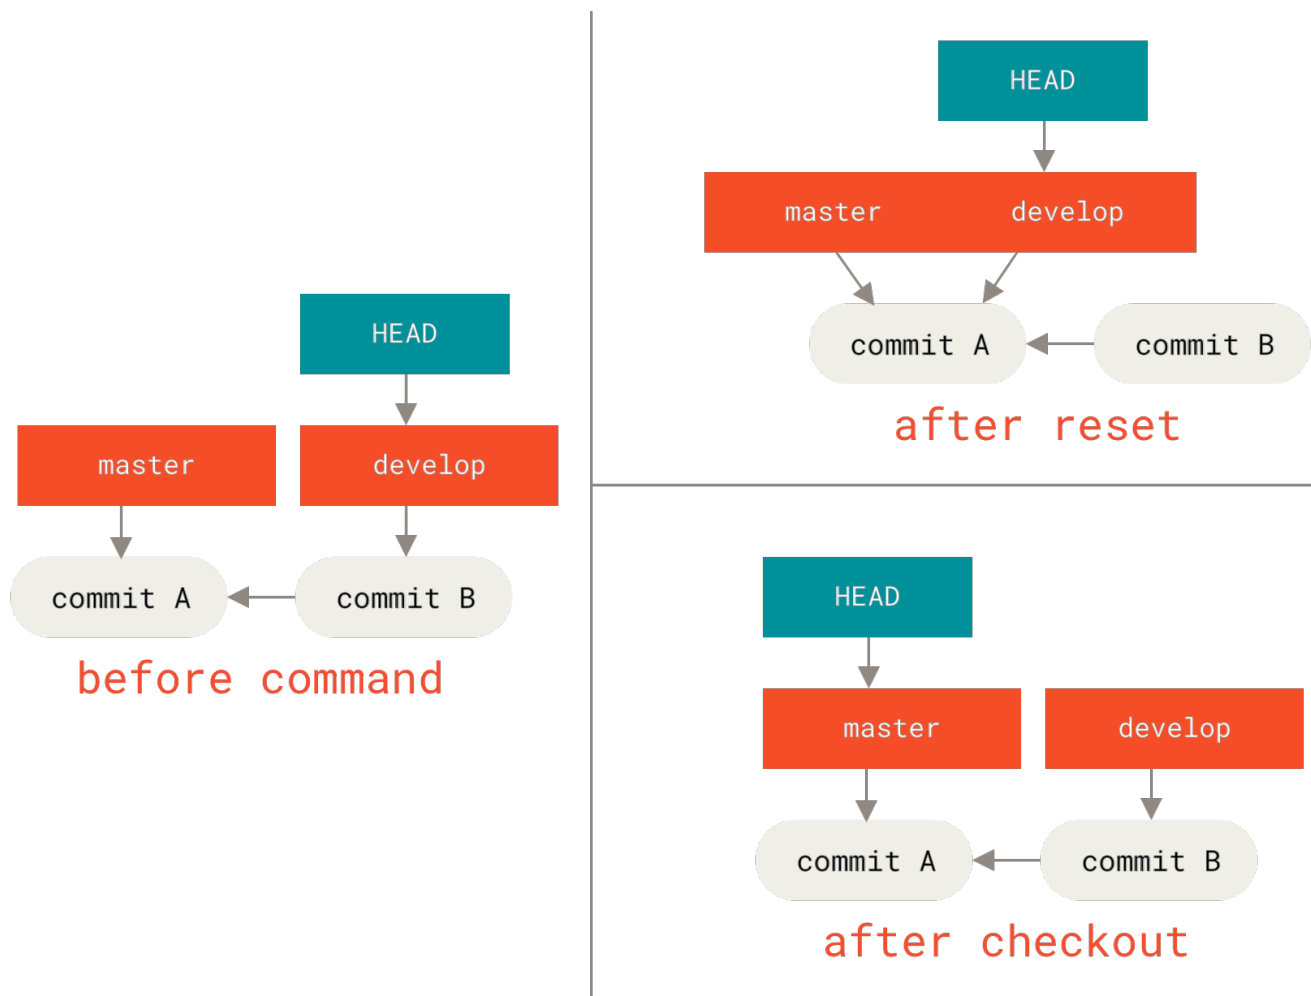 HEAD
master
develop
commit A
commit B
before command
HEAD
master
develop
commit A
commit B
after reset
HEAD
master
develop
commit A
commit B
after checkout